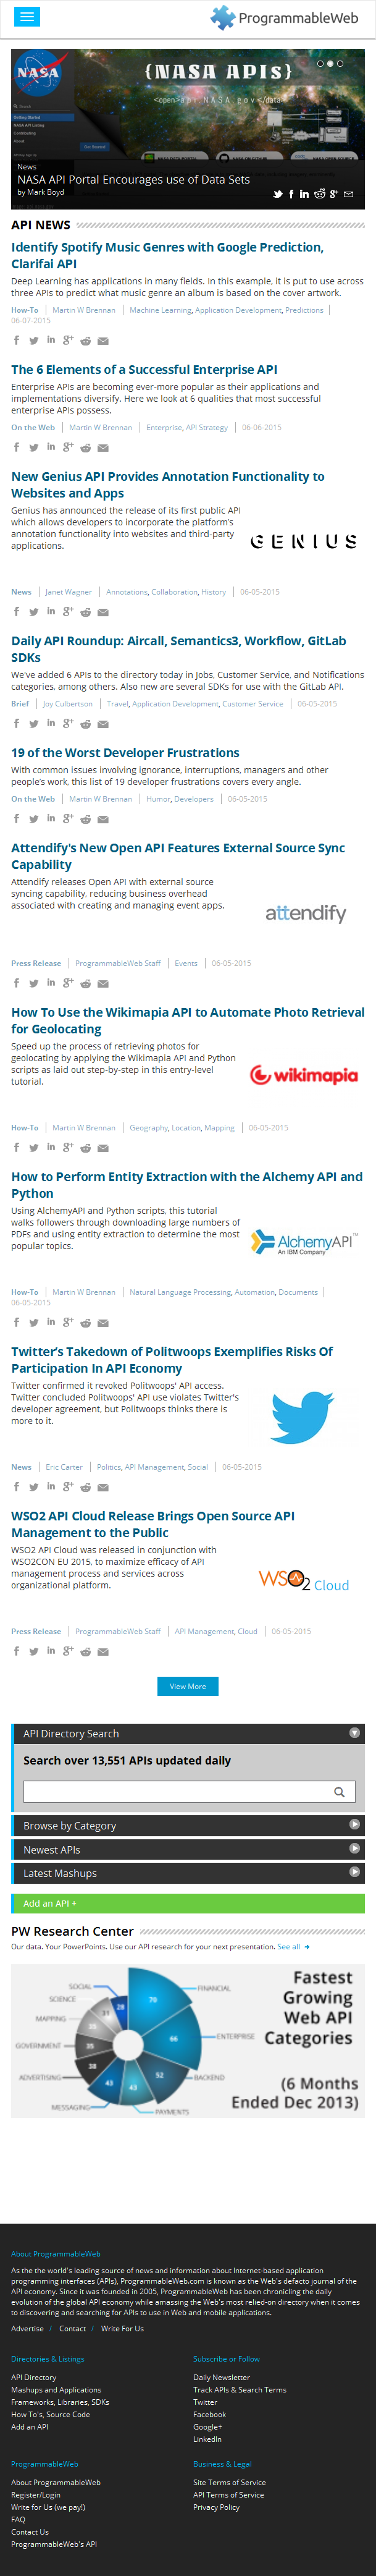 ProgrammableWeb
NASA
{NASA APIs}
<open>api.NASA.gov</open>
Getting Started
News
NASA API Portal Encourages use of Data Sets
by Mark Boyd
API NEWS
Identify Spotify Music Genres with Google Prediction,
Clarifai API
Deep Learning has applications in many fields. In this example, it is put to use across
three APIs to predict what music genre an album is based on the cover artwork.
How-To | Martin W Brennan | Machine Learning, Application Development, Predictions |
06-07-2015
The 6 Elements of a Successful Enterprise API
Enterprise APIs are becoming ever-more popular as their applications and
implementations diversify. Here we look at 6 qualities that most successful
enterprise APIs possess.
On the Web | Martin W Brennan | Enterprise, API Strategy | 06-06-2015
New Genius API Provides Annotation Functionality to
Websites and Apps
Genius has announced the release of its first public API
which allows developers to incorporate the platform's
annotation functionality into websites and third-party
applications.
GENIUS
News | Janet Wagner | Annotations, Collaboration, History | 06-05-2015
Daily API Roundup: Aircall, Semantics3, Workflow, GitLab
SDKs
We've added 6 APIs to the directory today in Jobs, Customer Service, and Notifications
categories, among others. Also new are several SDKs for use with the GitLab API.
Brief | Joy Culbertson | Travel, Application Development, Customer Service | 06-05-2015
19 of the Worst Developer Frustrations
With common issues involving ignorance, interruptions, managers and other
people's work, this list of 19 developer frustrations covers every angle.
On the Web | Martin W Brennan | Humor, Developers | 06-05-2015
Attendify's New Open API Features External Source Sync
Capability
Attendify releases Open API with external source
syncing capability, reducing business overhead
associated with creating and managing event apps.
attendify
Press Release | ProgrammableWeb Staff | Events | 06-05-2015
How To Use the Wikimapia API to Automate Photo Retrieval
for Geolocating
Speed up the process of retrieving photos for
geolocating by applying the Wikimapia API and Python
scripts as laid out step-by-step in this entry-level
tutorial.
wikimapia
How-To | Martin W Brennan | Geography, Location, Mapping | 06-05-2015
How to Perform Entity Extraction with the Alchemy API and
Python
Using AlchemyAPI and Python scripts, this tutorial
walks followers through downloading large numbers of
PDFs and using entity extraction to determine the most
popular topics.
AlchemyAPI™
An IBM Company
How-To | Martin W Brennan | Natural Language Processing, Automation, Documents |
06-05-2015
Twitter's Takedown of Politwoops Exemplifies Risks Of
Participation In API Economy
Twitter confirmed it revoked Politwoops' API access.
Twitter concluded Politwoops' API use violates Twitter's
developer agreement, but Politwoops thinks there is
more to it.
News | Eric Carter | Politics, API Management, Social | 06-05-2015
WSO2 API Cloud Release Brings Open Source API
Management to the Public
WSO2 API Cloud was released in conjunction with
WSO2CON EU 2015, to maximize efficacy of API
management process and services across
organizational platform.
WSO2 Cloud
Press Release | ProgrammableWeb Staff | API Management, Cloud | 06-05-2015
View More
API Directory Search
Search over 13,551 APIs updated daily
Browse by Category
Newest APIs
Latest Mashups
Add an API +
PW Research Center
Our data. Your PowerPoints. Use our API research for your next presentation. See all
Fastest
Growing
Web API
Categories
(6 Months
Ended Dec 2013)
SOCIAL 28
FINANCIAL 70
SCIENCE 31
MAPPING
ENTERPRISE 66
GOVERNMENT 35
BACKEND 52
ADVERTISING 38
MESSAGING 43
PAYMENTS 43
About ProgrammableWeb
As the the world's leading source of news and information about Internet-based application
programming interfaces (APIs), ProgrammableWeb.com is known as the Web's defacto journal of the
API economy. Since it was founded in 2005, ProgrammableWeb has been chronicling the daily
evolution of the global API economy while amassing the Web's most relied-on directory when it comes
to discovering and searching for APIs to use in Web and mobile applications.
Advertise / Contact / Write For Us
Directories & Listings
API Directory
Mashups and Applications
Frameworks, Libraries, SDKs
How To's, Source Code
Add an API
Subscribe or Follow
Daily Newsletter
Track APIs & Search Terms
Twitter
Facebook
Google+
LinkedIn
ProgrammableWeb
About ProgrammableWeb
Register/Login
Write for Us (we pay!)
FAQ
Contact Us
ProgrammableWeb's API
Business & Legal
Site Terms of Service
API Terms of Service
Privacy Policy